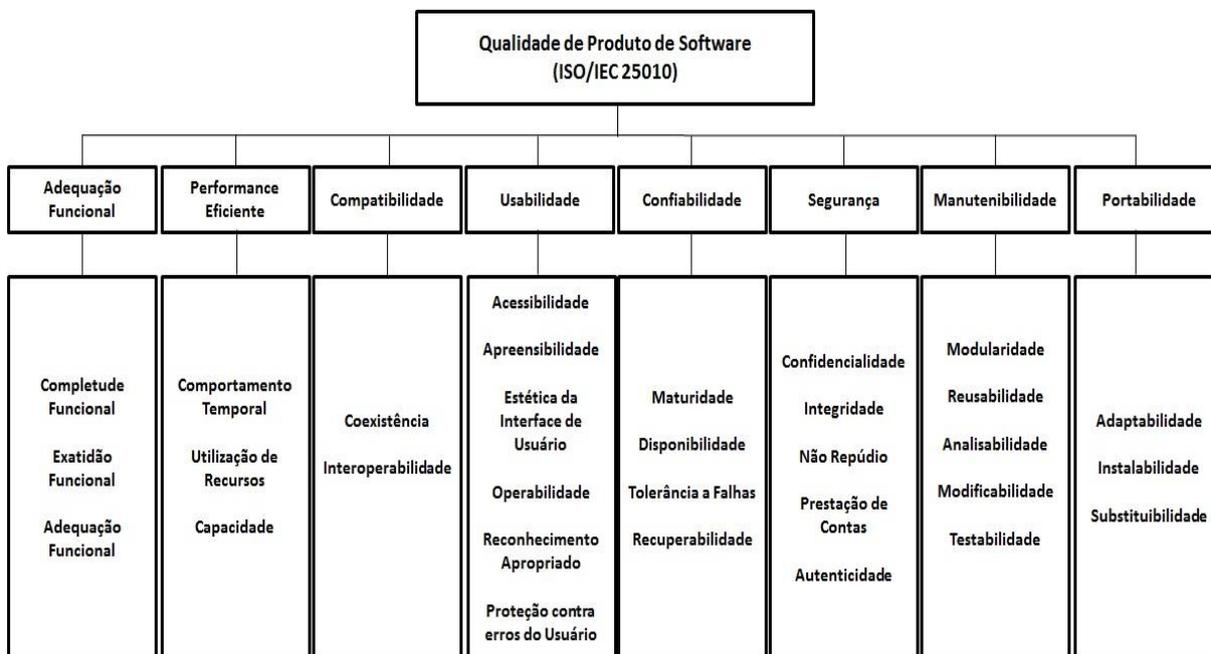 Qualidade de Produto de Software
(ISO/IEC 25010)
Adequação
Funcional
Performance
Eficiente
Compatibilidade
Usabilidade
Confiabilidade
Segurança
Manutenibilidade
Portabilidade
Completude
Funcional
Exatidão
Funcional
Adequação
Funcional
Comportamento
Temporal
Utilização de
Recursos
Capacidade
Coexistência
Interoperabilidade
Acessibilidade
Apreensibilidade
Estética da
Interface de
Usuário
Operabilidade
Reconhecimento
Apropriado
Proteção contra
erros do Usuário
Maturidade
Disponibilidade
Tolerância a Falhas
Recuperabilidade
Confidencialidade
Integridade
Não Repúdio
Prestação de
Contas
Autenticidade
Modularidade
Reusabilidade
Analisabilidade
Modificabilidade
Testabilidade
Adaptabilidade
Instalabilidade
Substituibilidade